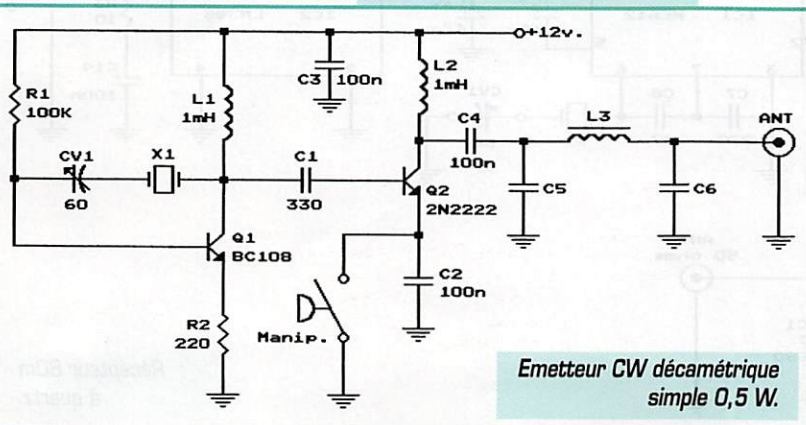 +12v.
R1
100K
L1
1mH
C3 100n
L2
1mH
C4
100n
L3
ANT
CV1
60
X1
C1
330
Q2
2N2222
C5
C6
Q1
BC108
C2
100n
R2
220
Manip.
Emetteur CW décamétrique
simple 0,5 W.